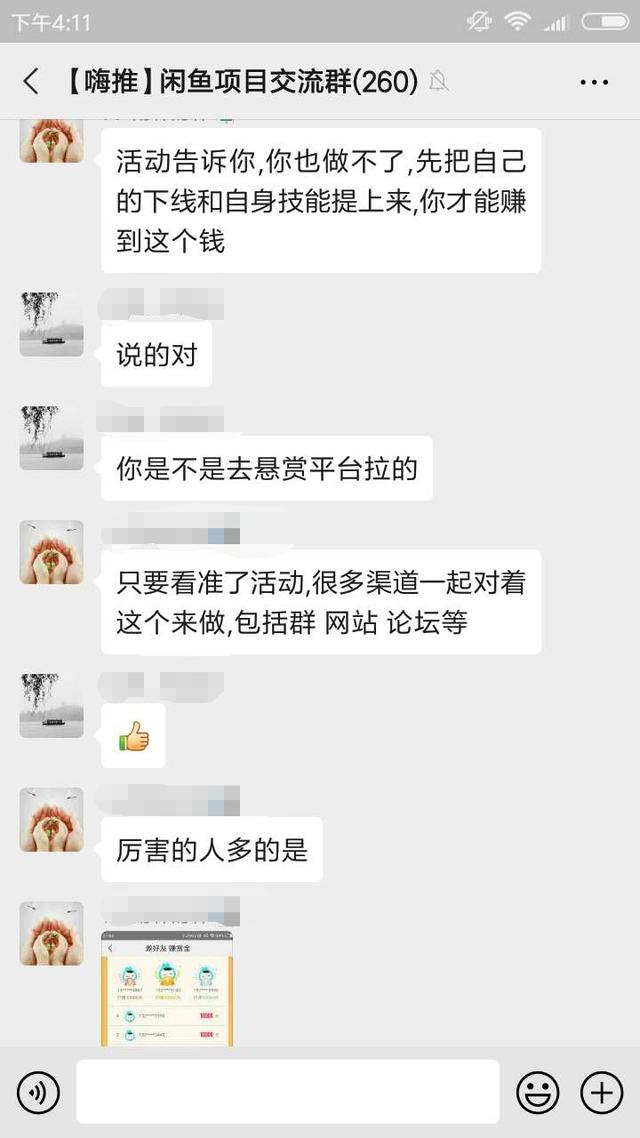 下午4:11
【嗨推】闲鱼项目交流群(260)
活动告诉你,你也做不了,先把自己
的下线和自身技能提上来,你才能赚
到这个钱
说的对
你是不是去悬赏平台拉的
只要看准了活动,很多渠道一起对着
这个来做,包括群 网站 论坛等
厉害的人多的是
邀好友 赚赏金